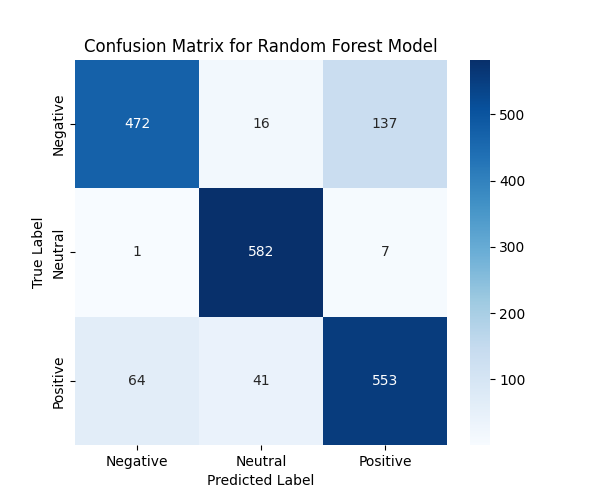 Confusion Matrix for Random Forest Model
True Label
Negative
472 16 137
Neutral
1 582 7
Positive
64 41 553
Negative Neutral Positive
Predicted Label
500
400
300
200
100